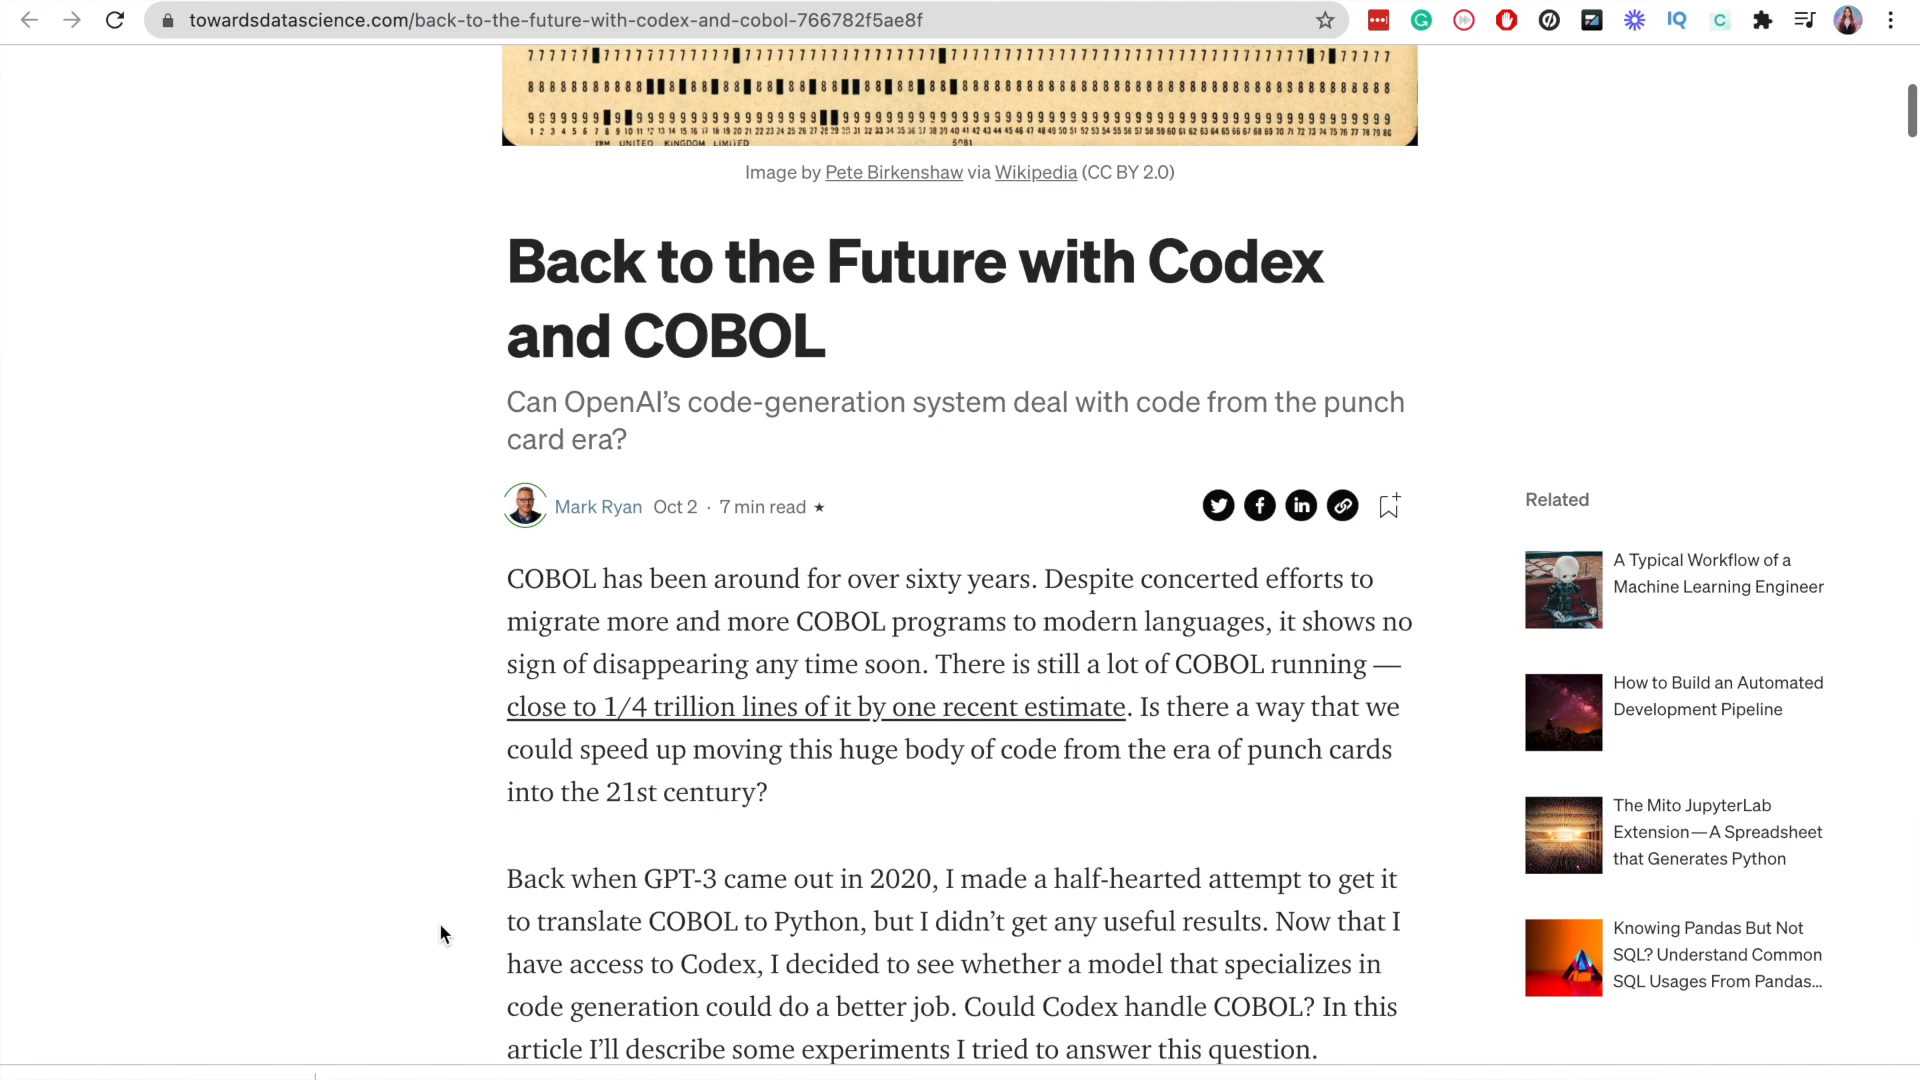 towardsdatascience.com/back-to-the-future-with-codex-and-cobol-766782f5ae8f
IQ
C
IBM UNITED KINGDOM LIMITED 5081
Image by Pete Birkenshaw via Wikipedia (CC BY 2.0)
Back to the Future with Codex
and COBOL
Can OpenAI’s code-generation system deal with code from the punch
card era?
Mark Ryan Oct 2 · 7 min read ★
COBOL has been around for over sixty years. Despite concerted efforts to
migrate more and more COBOL programs to modern languages, it shows no
sign of disappearing any time soon. There is still a lot of COBOL running —
close to 1/4 trillion lines of it by one recent estimate. Is there a way that we
could speed up moving this huge body of code from the era of punch cards
into the 21st century?
Back when GPT-3 came out in 2020, I made a half-hearted attempt to get it
to translate COBOL to Python, but I didn’t get any useful results. Now that I
have access to Codex, I decided to see whether a model that specializes in
code generation could do a better job. Could Codex handle COBOL? In this
article I’ll describe some experiments I tried to answer this question.
Related
A Typical Workflow of a
Machine Learning Engineer
How to Build an Automated
Development Pipeline
The Mito JupyterLab
Extension—A Spreadsheet
that Generates Python
Knowing Pandas But Not
SQL? Understand Common
SQL Usages From Pandas…